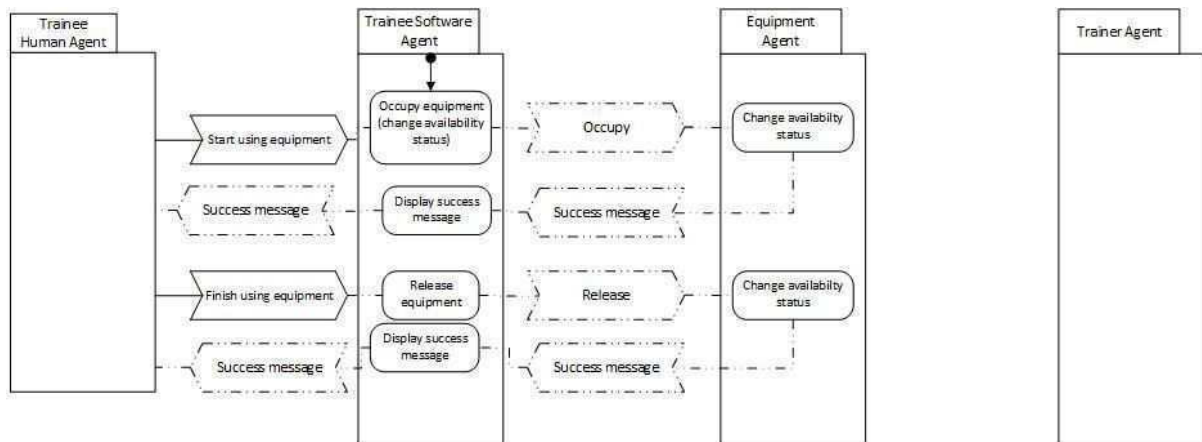 Trainee
Human Agent
Trainee Software
Agent
Equipment
Agent
Trainer Agent
Start using equipment
Occupy equipment
(change availability
status)
Occupy
Change availabilty
status
Success message
Display success
message
Success message
Finish using equipment
Release
equipment
Release
Change availabilty
status
Success message
Display success
message
Success message